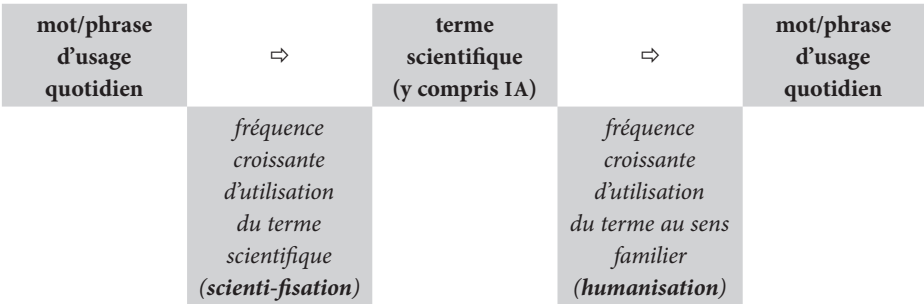 mot/phrase
d'usage
quotidien
⇨
terme
scientifique
(y compris IA)
⇨
mot/phrase
d'usage
quotidien
fréquence
croissante
d'utilisation
du terme
scientifique
(scienti-fisation)
fréquence
croissante
d'utilisation
du terme au sens
familier
(humanisation)